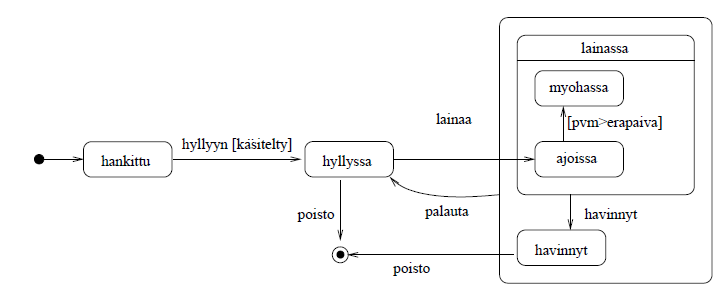 lainassa
myohassa
lainaa
[pvm>erapaiva]
hyllyyn [käsitelty]
hankittu
hyllyssa
ajoissa
poisto
palauta
havinnyt
havinnyt
poisto